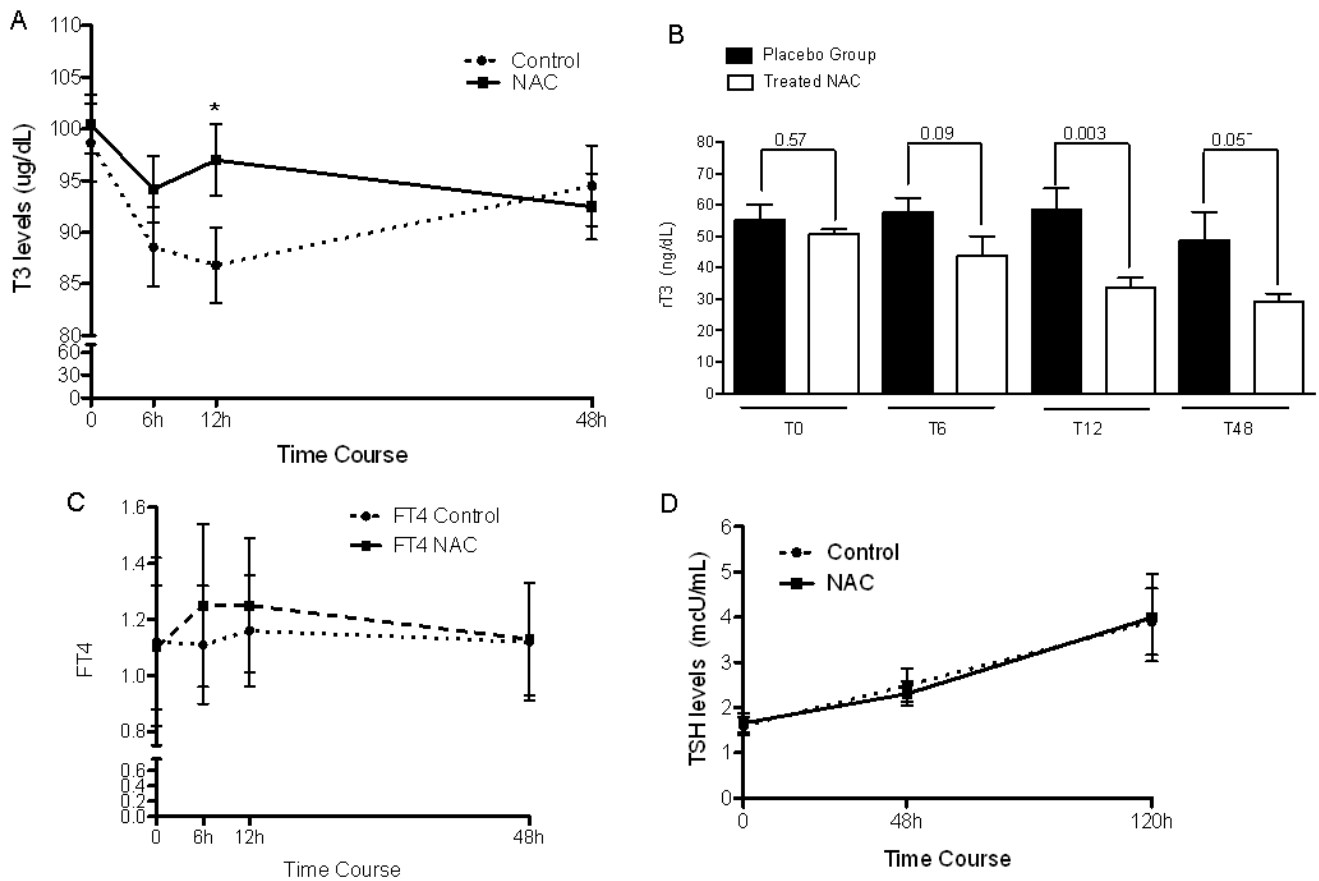 A
110
105
100
95
90
85
80
60
30
0
T3 levels (ug/dL)
Control
NAC
*
0
6h
12h
48h
Time Course
B
Placebo Group
Treated NAC
80
70
60
50
40
30
20
10
0
rT3 (ng/dL)
0.57
0.09
0.003
0.05
T0
T6
T12
T48
C
1.6
1.4
1.2
1.0
0.8
0.6
0.4
0.2
0.0
FT4
FT4 Control
FT4 NAC
0
6h
12h
48h
Time Course
D
6
5
4
3
2
1
0
TSH levels (mcU/mL)
Control
NAC
0
48h
120h
Time Course